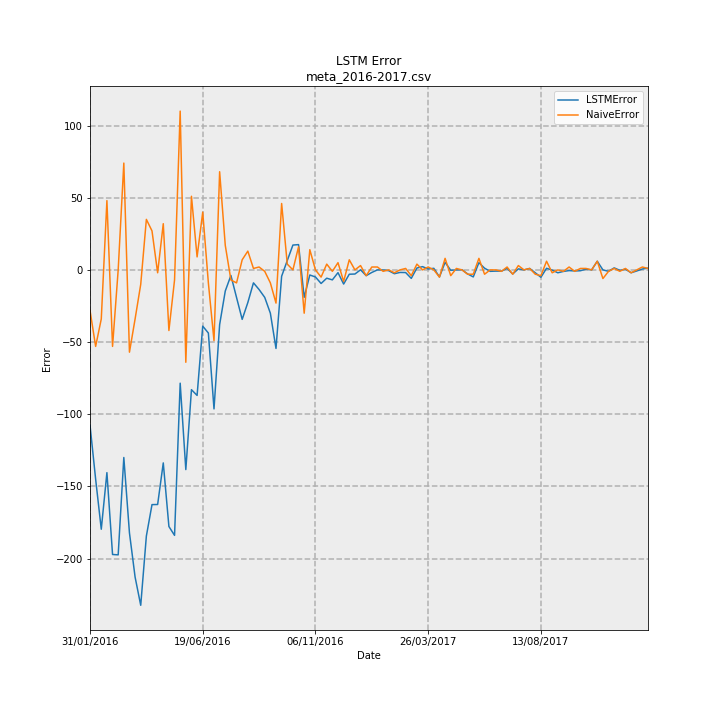 LSTM Error
meta_2016-2017.csv
LSTMError
NaiveError
100
50
0
−50
−100
−150
−200
Error
31/01/2016 19/06/2016 06/11/2016 26/03/2017 13/08/2017
Date